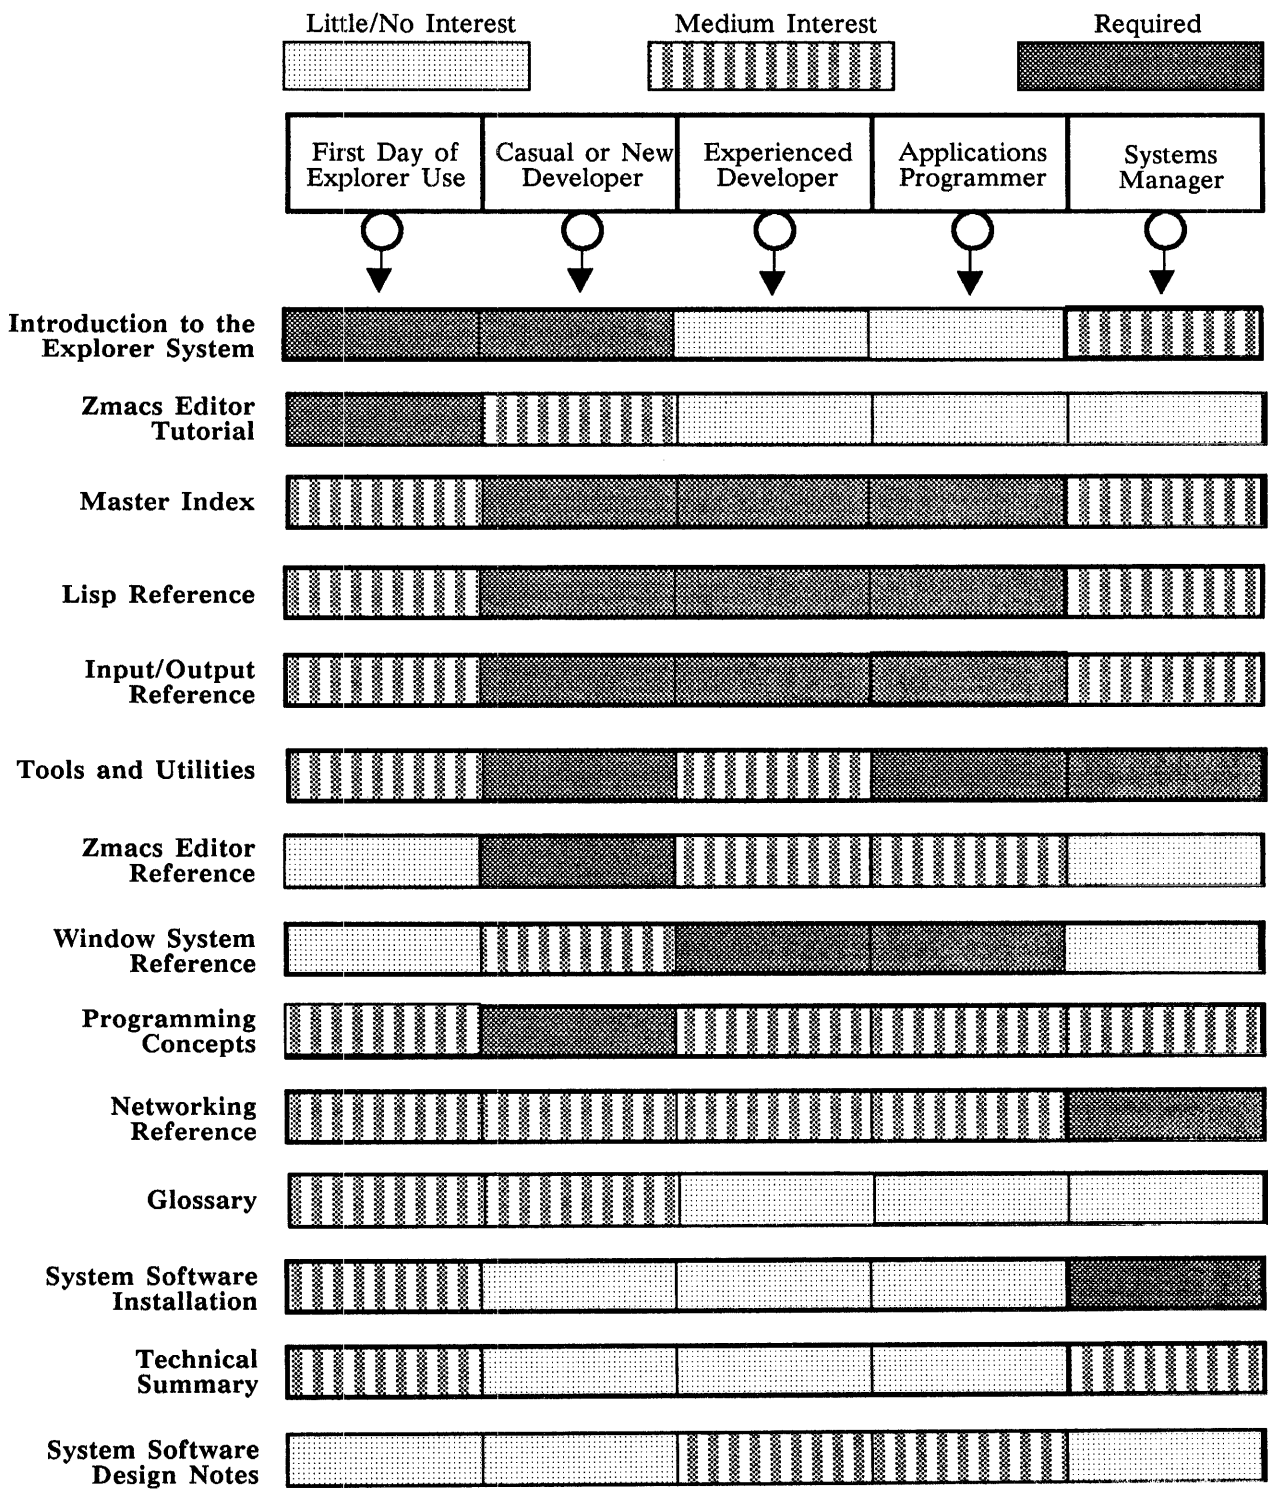 Little/No Interest
Medium Interest
Required
First Day of
Explorer Use
Casual or New
Developer
Experienced
Developer
Applications
Programmer
Systems
Manager
Introduction to the
Explorer System
Zmacs Editor
Tutorial
Master Index
Lisp Reference
Input/Output
Reference
Tools and Utilities
Zmacs Editor
Reference
Window System
Reference
Programming
Concepts
Networking
Reference
Glossary
System Software
Installation
Technical
Summary
System Software
Design Notes